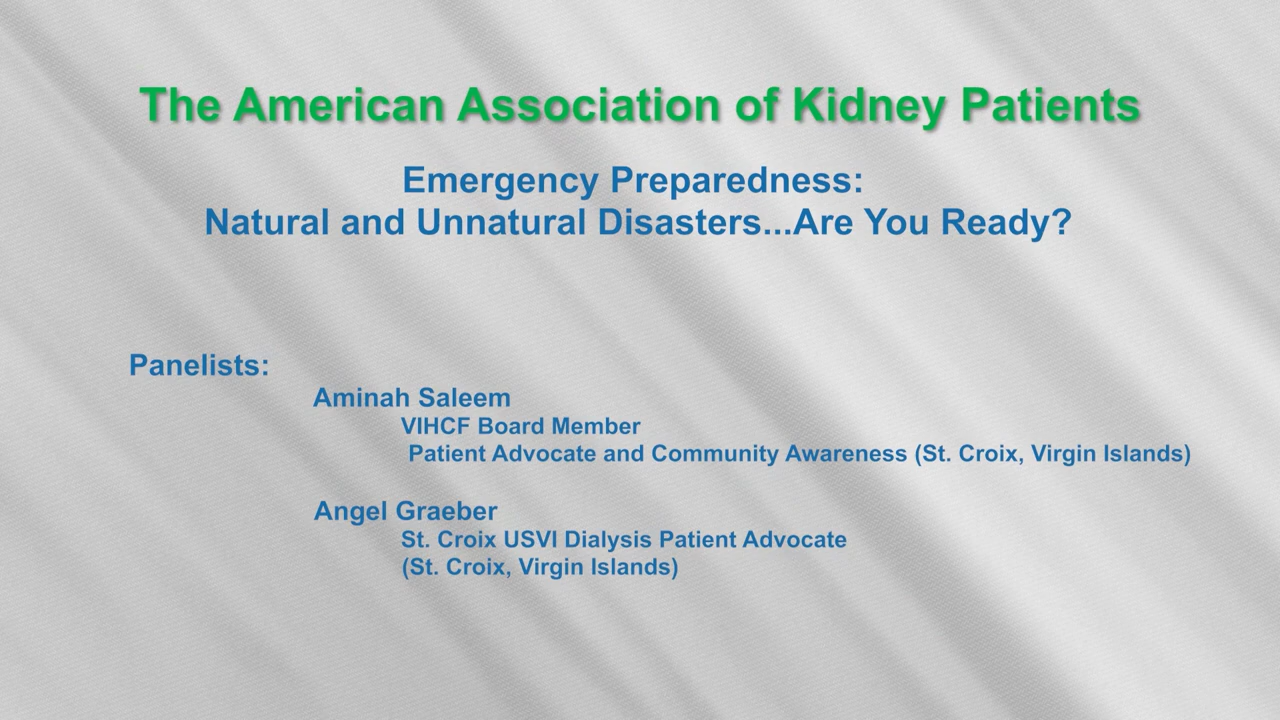 The American Association of Kidney Patients
Emergency Preparedness:
Natural and Unnatural Disasters...Are You Ready?
Panelists:
Aminah Saleem
VIHCF Board Member
Patient Advocate and Community Awareness (St. Croix, Virgin Islands)
Angel Graeber
St. Croix USVI Dialysis Patient Advocate
(St. Croix, Virgin Islands)